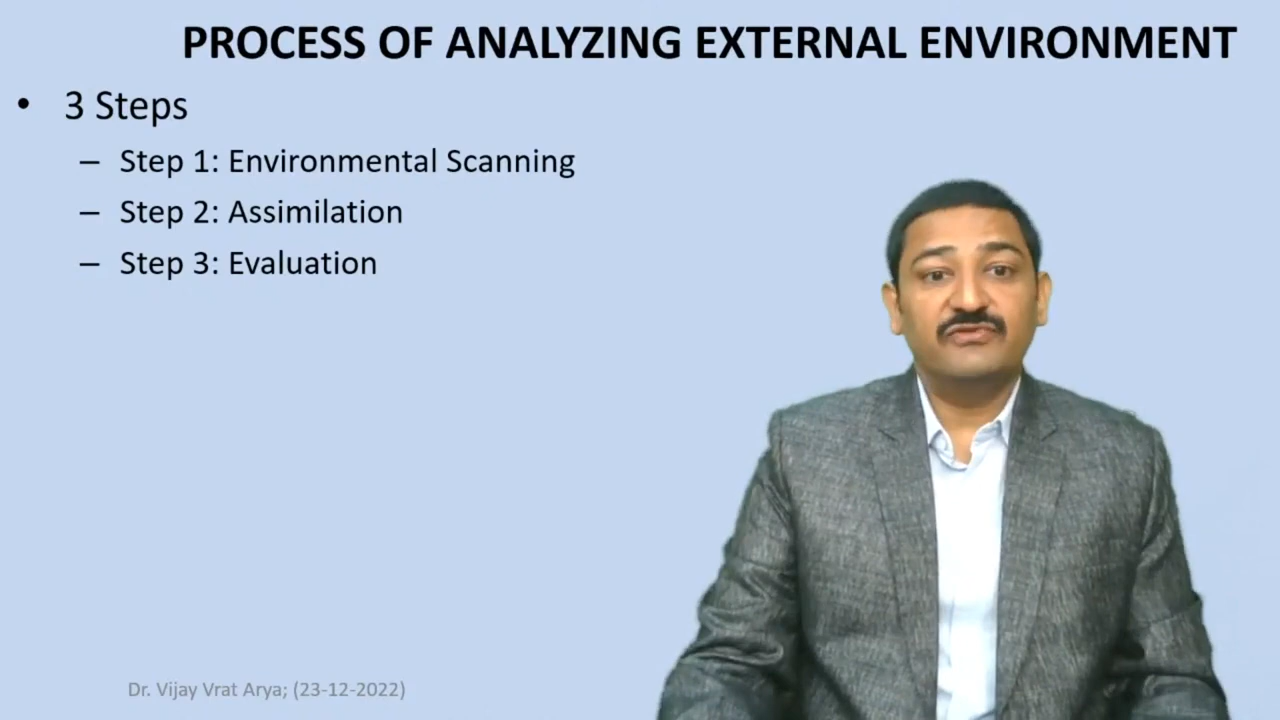 PROCESS OF ANALYZING EXTERNAL ENVIRONMENT
• 3 Steps
– Step 1: Environmental Scanning
– Step 2: Assimilation
– Step 3: Evaluation
Dr. Vijay Vrat Arya; (23-12-2022)